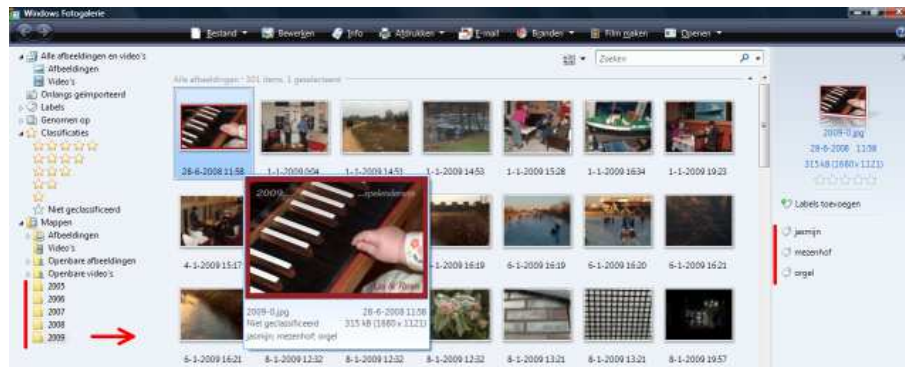 Windows Fotogalerie
Bestand Bewerken Info Afdrukken E-mail Branden Film maken Openen
Alle afbeeldingen en video's
Afbeeldingen
Video's
Onlangs geïmporteerd
Labels
Genomen op
Classificaties
Niet geclassificeerd
Mappen
Afbeeldingen
Video's
Openbare afbeeldingen
Openbare video's
2005
2006
2007
2008
2009
Zoeken
Alle afbeeldingen · 301 items, 1 geselecteerd
28-6-2008 11:58 1-1-2009 0:04 1-1-2009 14:51 1-1-2009 14:53 1-1-2009 15:28 1-1-2009 16:34 1-1-2009 19:23
4-1-2009 15:17 6-1-2009 16:19 6-1-2009 16:19 6-1-2009 16:20 6-1-2009 16:21
2009... ...spelenderwijs
2009-0.jpg 28-6-2008 11:58
Niet geclassificeerd 315 kB (1680 x 1121)
jasmijn; mezenhof; orgel
6-1-2009 16:21 8-1-2009 12:32 8-1-2009 12:32 8-1-2009 12:32 8-1-2009 13:21 8-1-2009 13:21 8-1-2009 19:57
2009-0.jpg
28-6-2008 11:58
315 kB (1680 x 1121)
Labels toevoegen
jasmijn
mezenhof
orgel